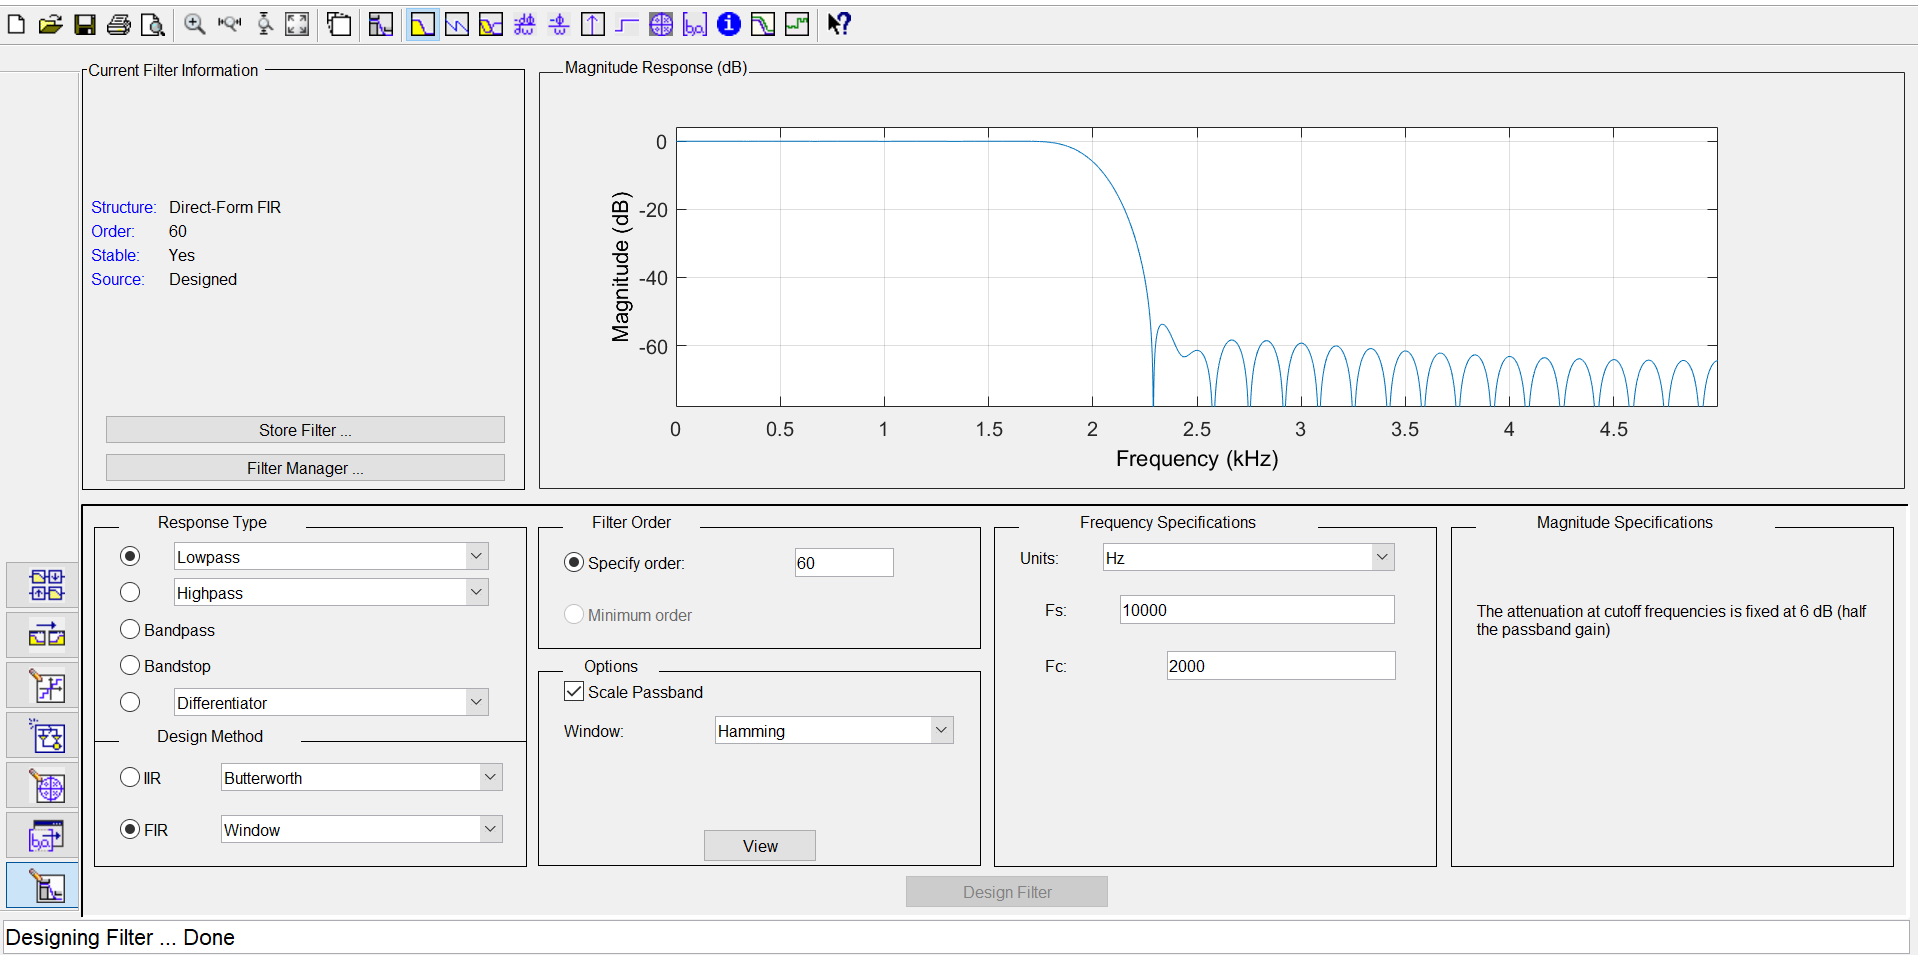 Current Filter Information
Structure: Direct-Form FIR
Order: 60
Stable: Yes
Source: Designed
Store Filter ...
Filter Manager ...
Magnitude Response (dB)
Magnitude (dB)
0
-20
-40
-60
0 0.5 1 1.5 2 2.5 3 3.5 4 4.5
Frequency (kHz)
Response Type
Lowpass
Highpass
Bandpass
Bandstop
Differentiator
Design Method
IIR Butterworth
FIR Window
Filter Order
Specify order: 60
Minimum order
Options
Scale Passband
Window: Hamming
View
Frequency Specifications
Units: Hz
Fs: 10000
Fc: 2000
Magnitude Specifications
The attenuation at cutoff frequencies is fixed at 6 dB (half
the passband gain)
Design Filter
Designing Filter ... Done